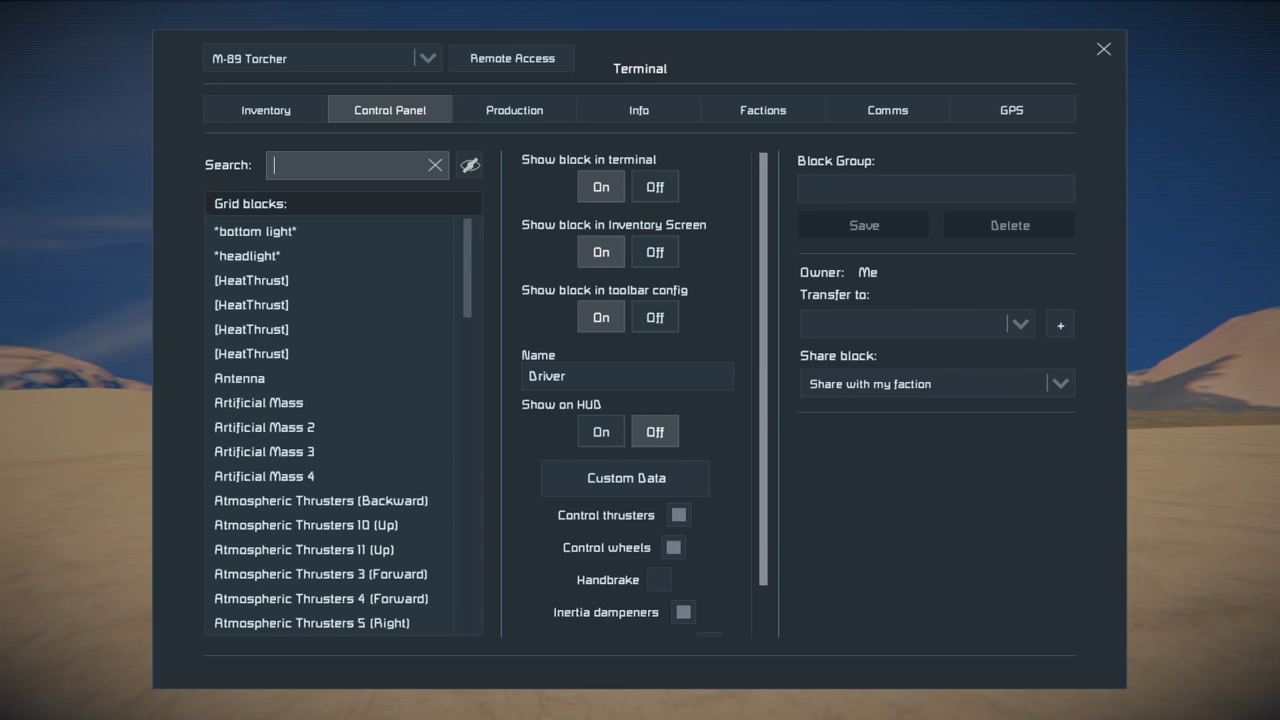 M-89 Torcher
Remote Access
Terminal
Inventory
Control Panel
Production
Info
Factions
Comms
GPS
Search:
Grid blocks:
*bottom light*
*headlight*
[HeatThrust]
[HeatThrust]
[HeatThrust]
[HeatThrust]
Antenna
Artificial Mass
Artificial Mass 2
Artificial Mass 3
Artificial Mass 4
Atmospheric Thrusters (Backward)
Atmospheric Thrusters 10 (Up)
Atmospheric Thrusters 11 (Up)
Atmospheric Thrusters 3 (Forward)
Atmospheric Thrusters 4 (Forward)
Atmospheric Thrusters 5 (Right)
Show block in terminal
On Off
Show block in Inventory Screen
On Off
Show block in toolbar config
On Off
Name
Driver
Show on HUD
On Off
Custom Data
Control thrusters
Control wheels
Handbrake
Inertia dampeners
Block Group:
Save
Delete
Owner: Me
Transfer to:
+
Share block:
Share with my faction